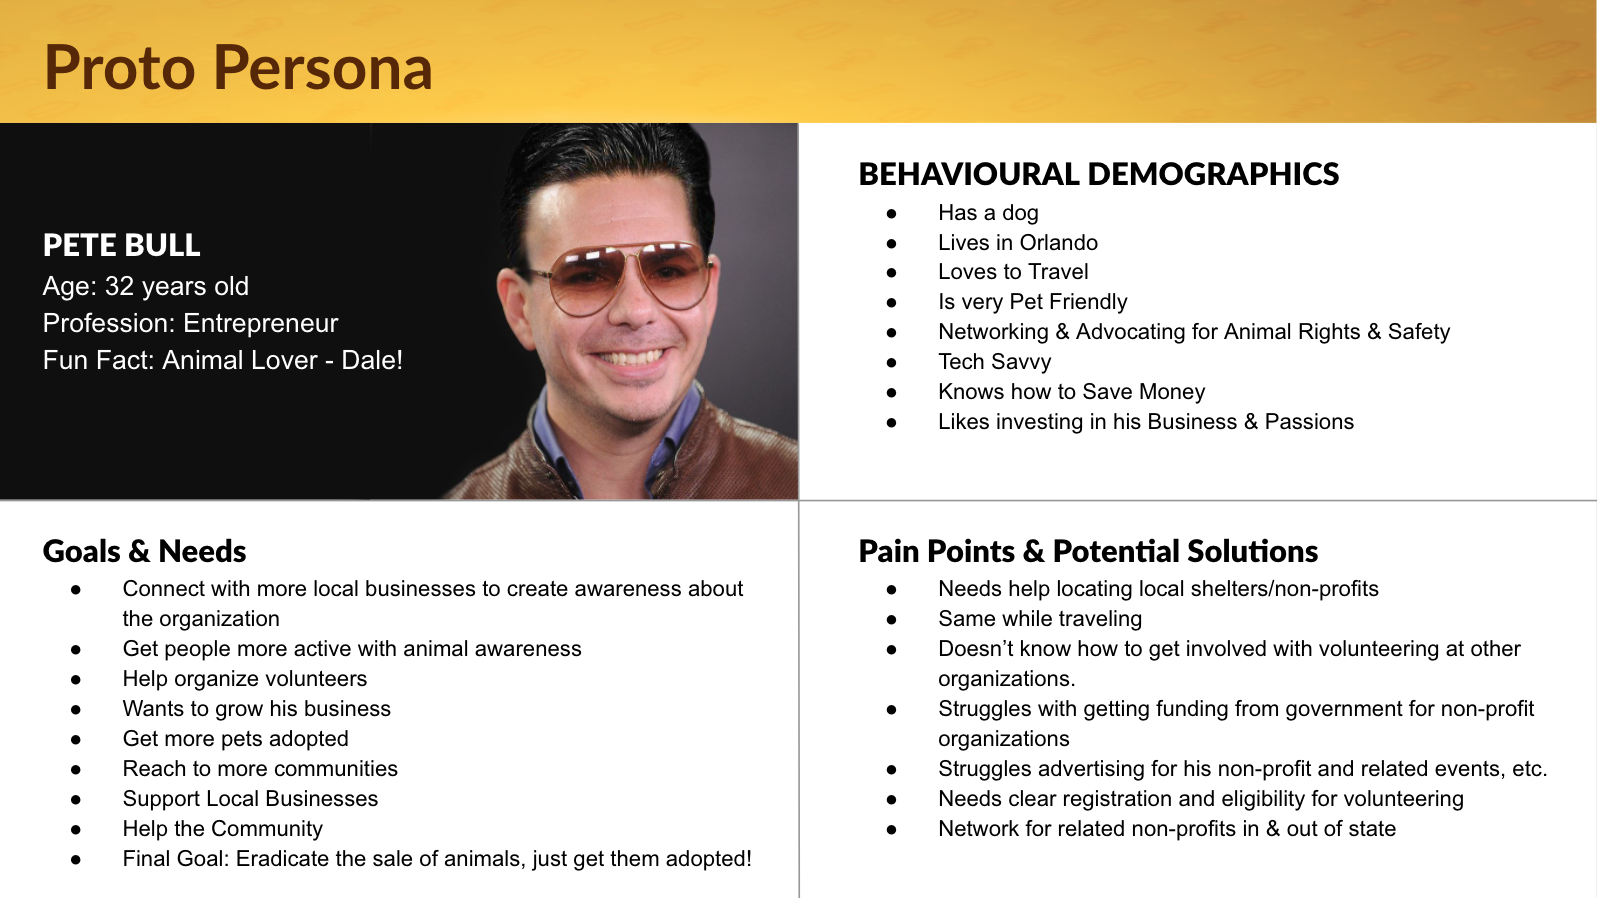 Proto Persona
PETE BULL
Age: 32 years old
Profession: Entrepreneur
Fun Fact: Animal Lover - Dale!
BEHAVIOURAL DEMOGRAPHICS
● Has a dog
● Lives in Orlando
● Loves to Travel
● Is very Pet Friendly
● Networking & Advocating for Animal Rights & Safety
● Tech Savvy
● Knows how to Save Money
● Likes investing in his Business & Passions
Goals & Needs
● Connect with more local businesses to create awareness about
the organization
● Get people more active with animal awareness
● Help organize volunteers
● Wants to grow his business
● Get more pets adopted
● Reach to more communities
● Support Local Businesses
● Help the Community
● Final Goal: Eradicate the sale of animals, just get them adopted!
Pain Points & Potential Solutions
● Needs help locating local shelters/non-profits
● Same while traveling
● Doesn’t know how to get involved with volunteering at other
organizations.
● Struggles with getting funding from government for non-profit
organizations
● Struggles advertising for his non-profit and related events, etc.
● Needs clear registration and eligibility for volunteering
● Network for related non-profits in & out of state